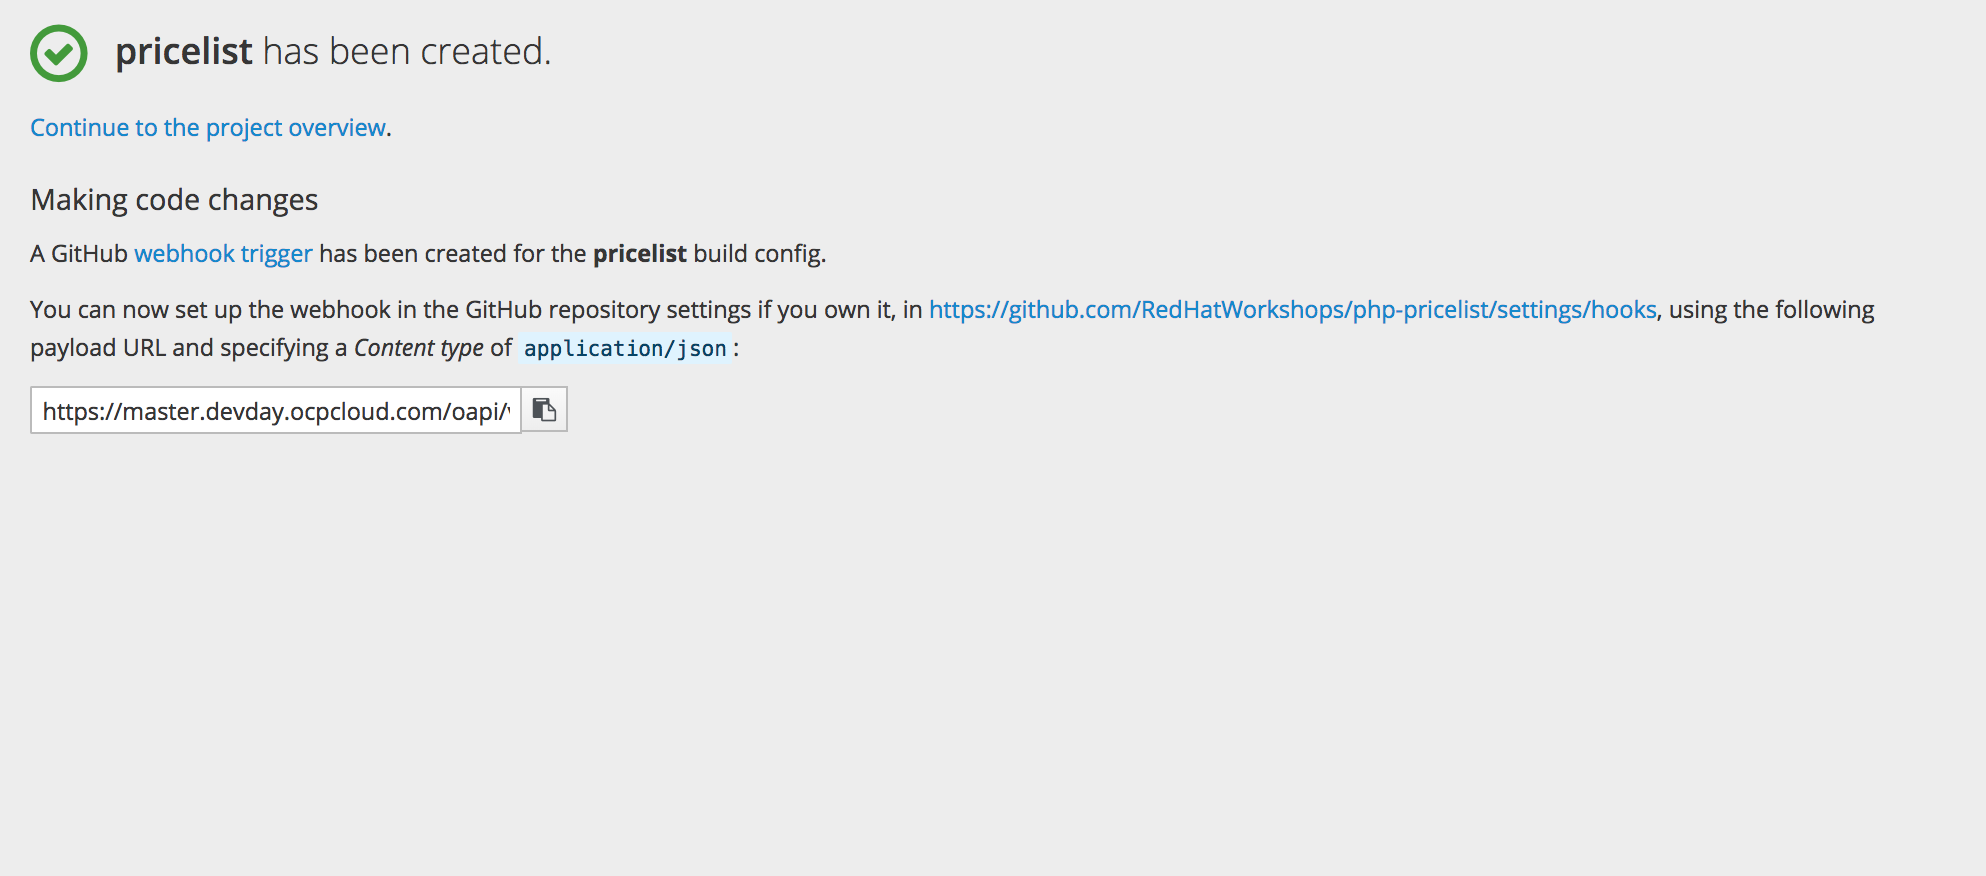 pricelist has been created.
Continue to the project overview.
Making code changes
A GitHub webhook trigger has been created for the pricelist build config.
You can now set up the webhook in the GitHub repository settings if you own it, in https://github.com/RedHatWorkshops/php-pricelist/settings/hooks, using the following
payload URL and specifying a Content type of application/json :
https://master.devday.ocpcloud.com/oapi/